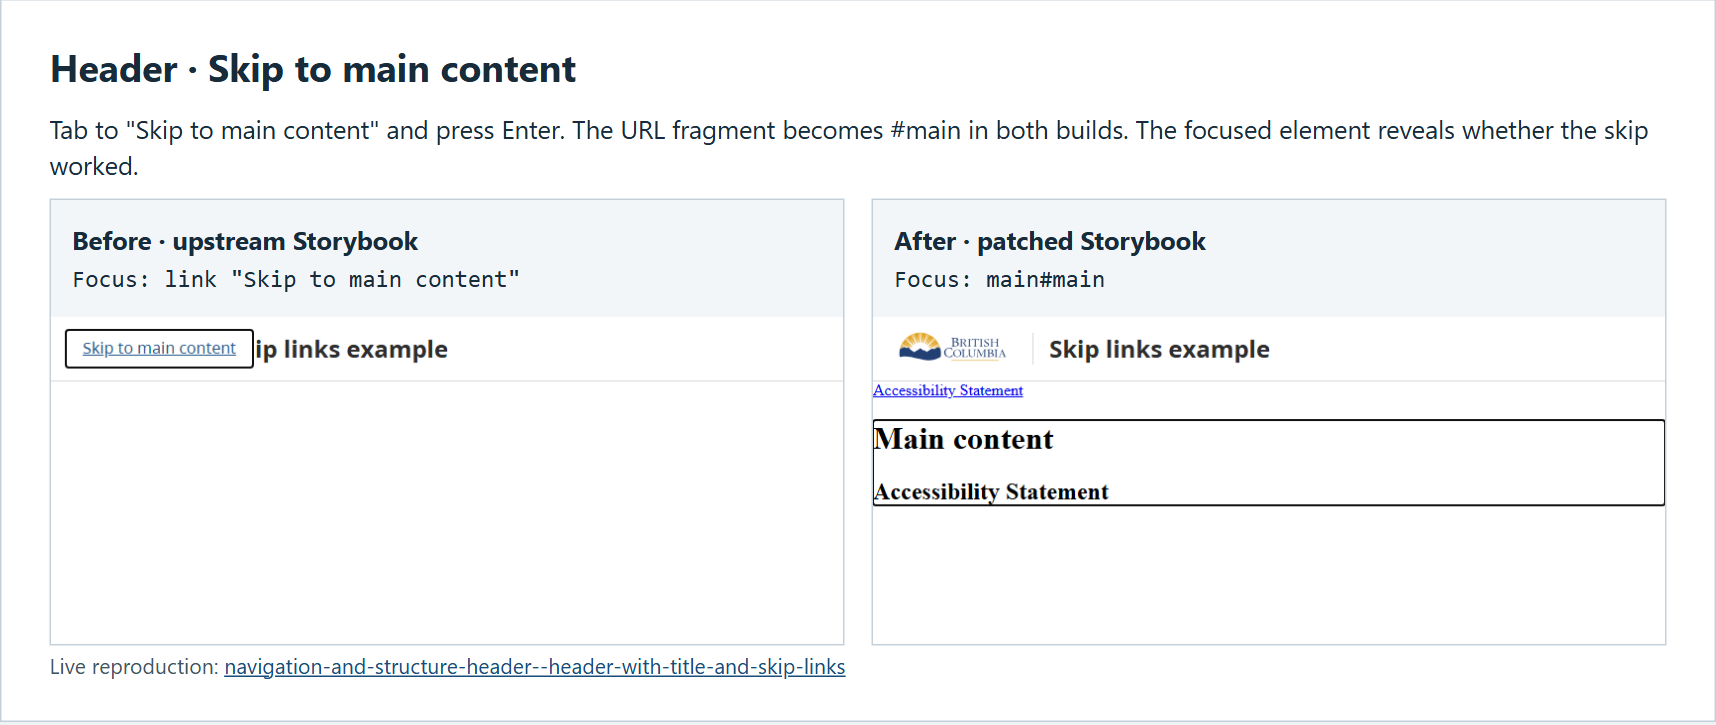 Header · Skip to main content
Tab to "Skip to main content" and press Enter. The URL fragment becomes #main in both builds. The focused element reveals whether the skip
worked.
Before · upstream Storybook
Focus: link "Skip to main content"
Skip to main content
ip links example
After · patched Storybook
Focus: main#main
BRITISH
COLUMBIA
Skip links example
Accessibility Statement
Main content
Accessibility Statement
Live reproduction: navigation-and-structure-header--header-with-title-and-skip-links